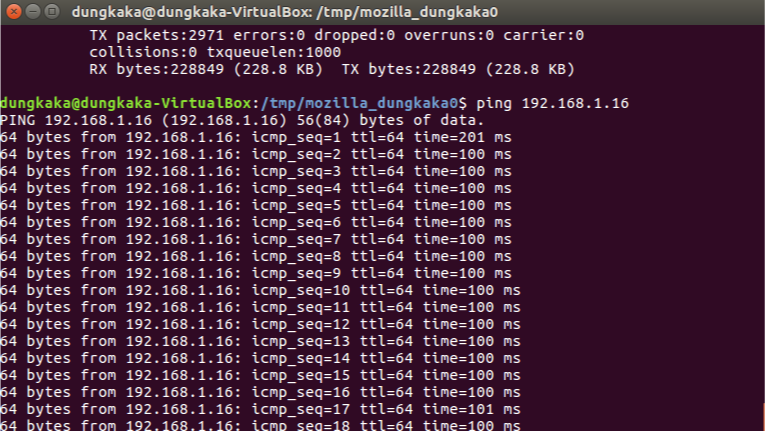 dungkaka@dungkaka-VirtualBox: /tmp/mozilla_dungkaka0
TX packets:2971 errors:0 dropped:0 overruns:0 carrier:0
collisions:0 txqueuelen:1000
RX bytes:228849 (228.8 KB)  TX bytes:228849 (228.8 KB)
dungkaka@dungkaka-VirtualBox:/tmp/mozilla_dungkaka0$ ping 192.168.1.16
PING 192.168.1.16 (192.168.1.16) 56(84) bytes of data.
64 bytes from 192.168.1.16: icmp_seq=1 ttl=64 time=201 ms
64 bytes from 192.168.1.16: icmp_seq=2 ttl=64 time=100 ms
64 bytes from 192.168.1.16: icmp_seq=3 ttl=64 time=100 ms
64 bytes from 192.168.1.16: icmp_seq=4 ttl=64 time=100 ms
64 bytes from 192.168.1.16: icmp_seq=5 ttl=64 time=100 ms
64 bytes from 192.168.1.16: icmp_seq=6 ttl=64 time=100 ms
64 bytes from 192.168.1.16: icmp_seq=7 ttl=64 time=100 ms
64 bytes from 192.168.1.16: icmp_seq=8 ttl=64 time=100 ms
64 bytes from 192.168.1.16: icmp_seq=9 ttl=64 time=100 ms
64 bytes from 192.168.1.16: icmp_seq=10 ttl=64 time=100 ms
64 bytes from 192.168.1.16: icmp_seq=11 ttl=64 time=100 ms
64 bytes from 192.168.1.16: icmp_seq=12 ttl=64 time=100 ms
64 bytes from 192.168.1.16: icmp_seq=13 ttl=64 time=100 ms
64 bytes from 192.168.1.16: icmp_seq=14 ttl=64 time=100 ms
64 bytes from 192.168.1.16: icmp_seq=15 ttl=64 time=100 ms
64 bytes from 192.168.1.16: icmp_seq=16 ttl=64 time=100 ms
64 bytes from 192.168.1.16: icmp_seq=17 ttl=64 time=101 ms
64 bytes from 192.168.1.16: icmp_seq=18 ttl=64 time=100 ms